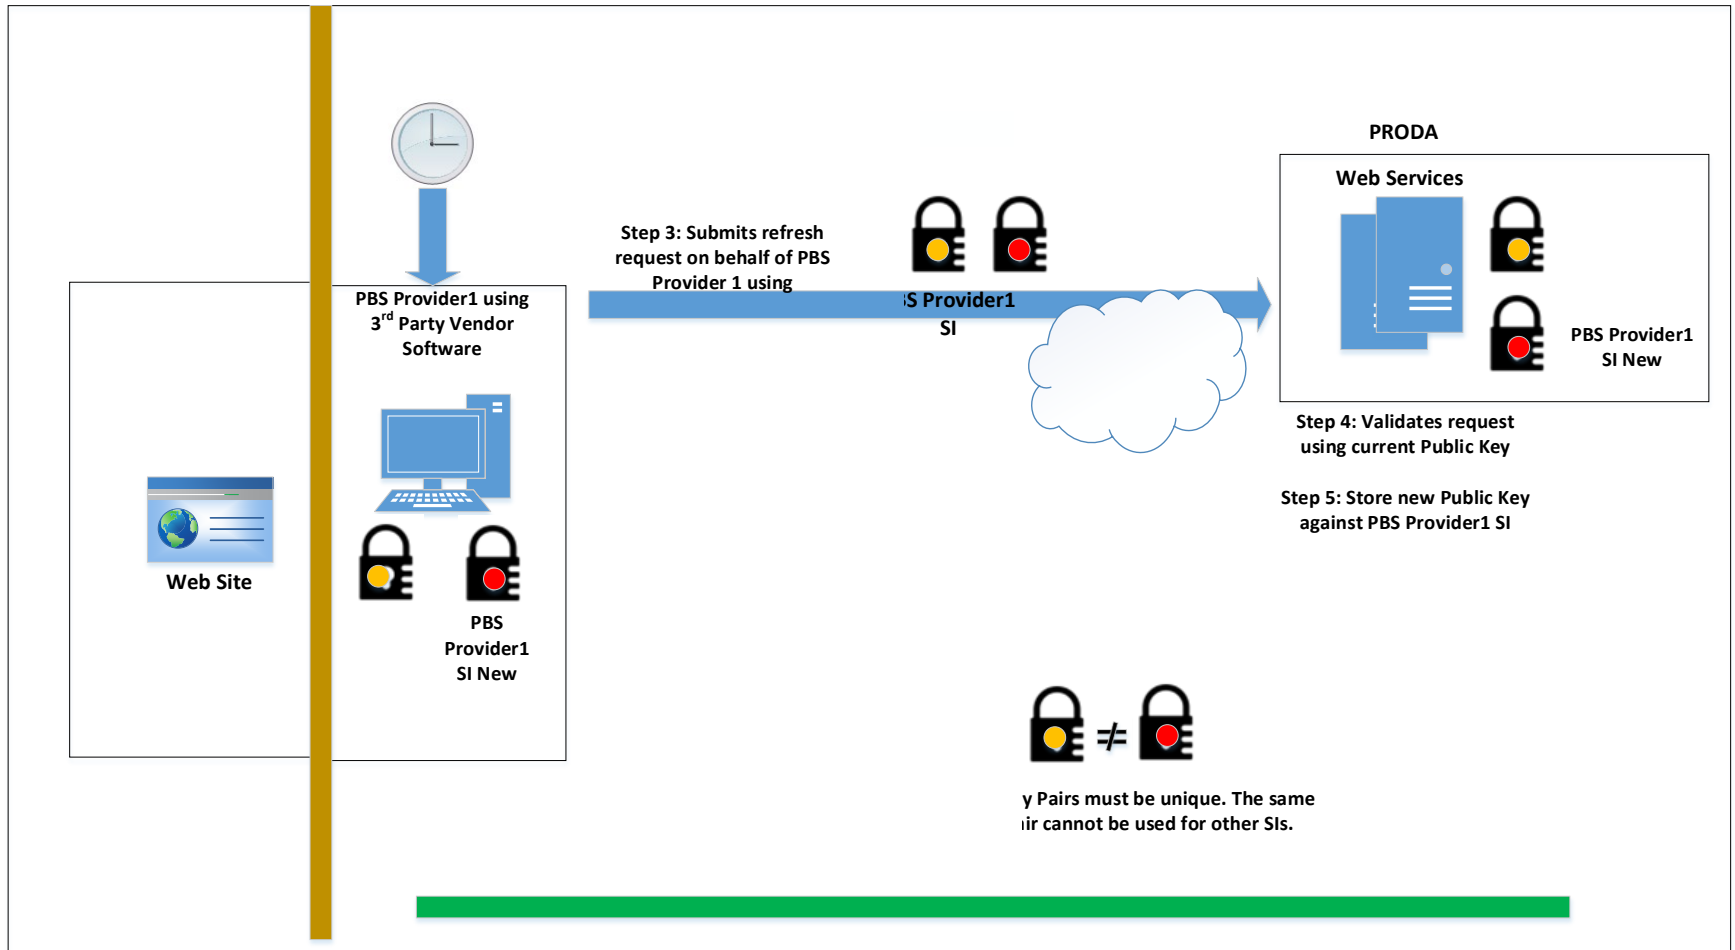 PRODA
Web Services
Step 3: Submits refresh
request on behalf of PBS
Provider 1 using
PBS Provider1 using
3rd Party Vendor
Software
S Provider1
SI
PBS Provider1
SI New
Step 4: Validates request
using current Public Key
Step 5: Store new Public Key
against PBS Provider1 SI
Web Site
PBS
Provider1
SI New
≠
y Pairs must be unique. The same
ir cannot be used for other SIs.